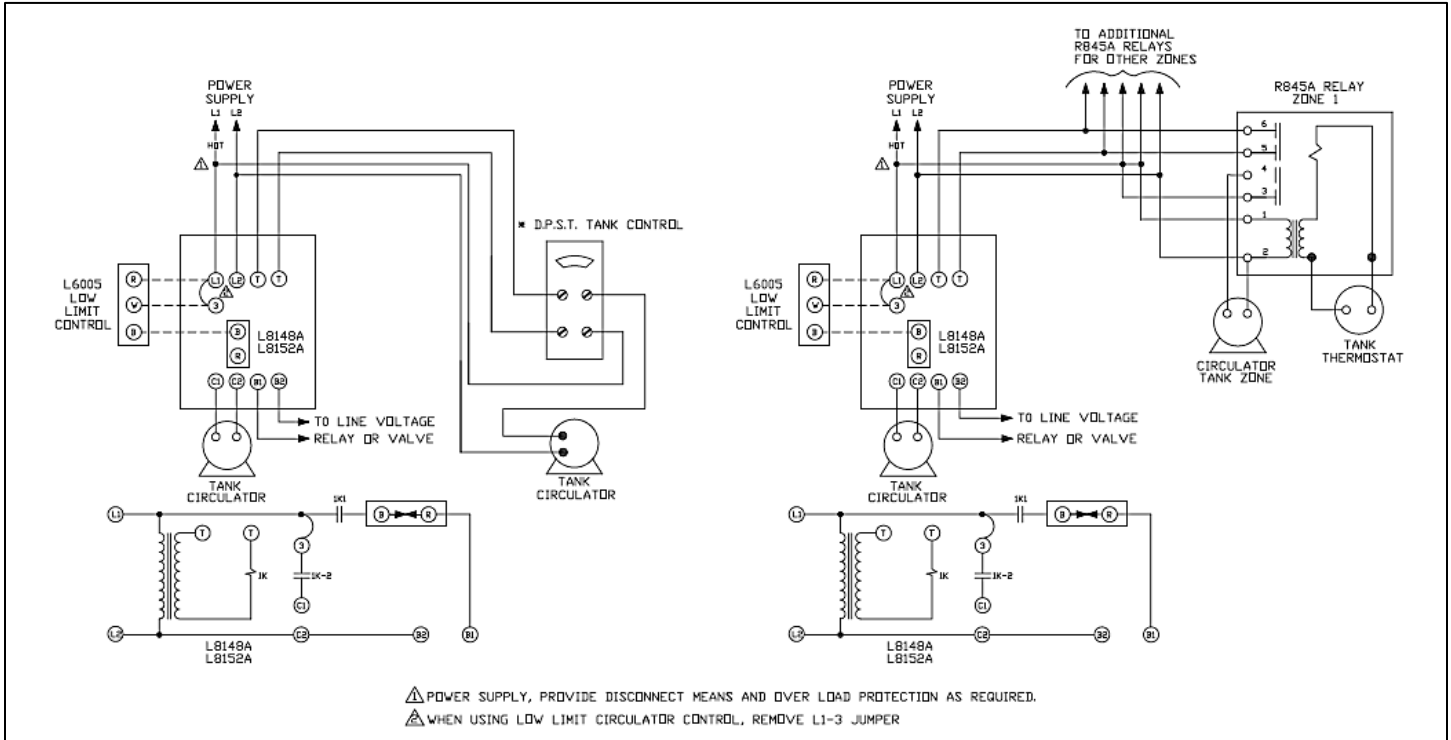 POWER
SUPPLY
L1 L2
HOT
1
* D.P.S.T. TANK CONTROL
L6005
LOW
LIMIT
CONTROL
R
W
B
L1 L2 T T
2
3
B
R
L8148A
L8152A
C1 C2 B1 B2
TO LINE VOLTAGE
RELAY OR VALVE
TANK
CIRCULATOR
TANK
CIRCULATOR
L1
1K1
B R
T T
3
1K
1K-2
C1
L2
C2
B2
B1
L8148A
L8152A
TO ADDITIONAL
R845A RELAYS
FOR OTHER ZONES
POWER
SUPPLY
L1 L2
HOT
1
R845A RELAY
ZONE 1
6
5
4
3
1
2
L6005
LOW
LIMIT
CONTROL
R
W
B
L1 L2 T T
2
3
B
R
L8148A
L8152A
C1 C2 B1 B2
CIRCULATOR
TANK ZONE
TANK
THERMOSTAT
TO LINE VOLTAGE
RELAY OR VALVE
TANK
CIRCULATOR
L1
1K1
B R
T T
3
1K
1K-2
C1
L2
C2
B2
B1
L8148A
L8152A
1 POWER SUPPLY, PROVIDE DISCONNECT MEANS AND OVER LOAD PROTECTION AS REQUIRED.
2 WHEN USING LOW LIMIT CIRCULATOR CONTROL, REMOVE L1-3 JUMPER